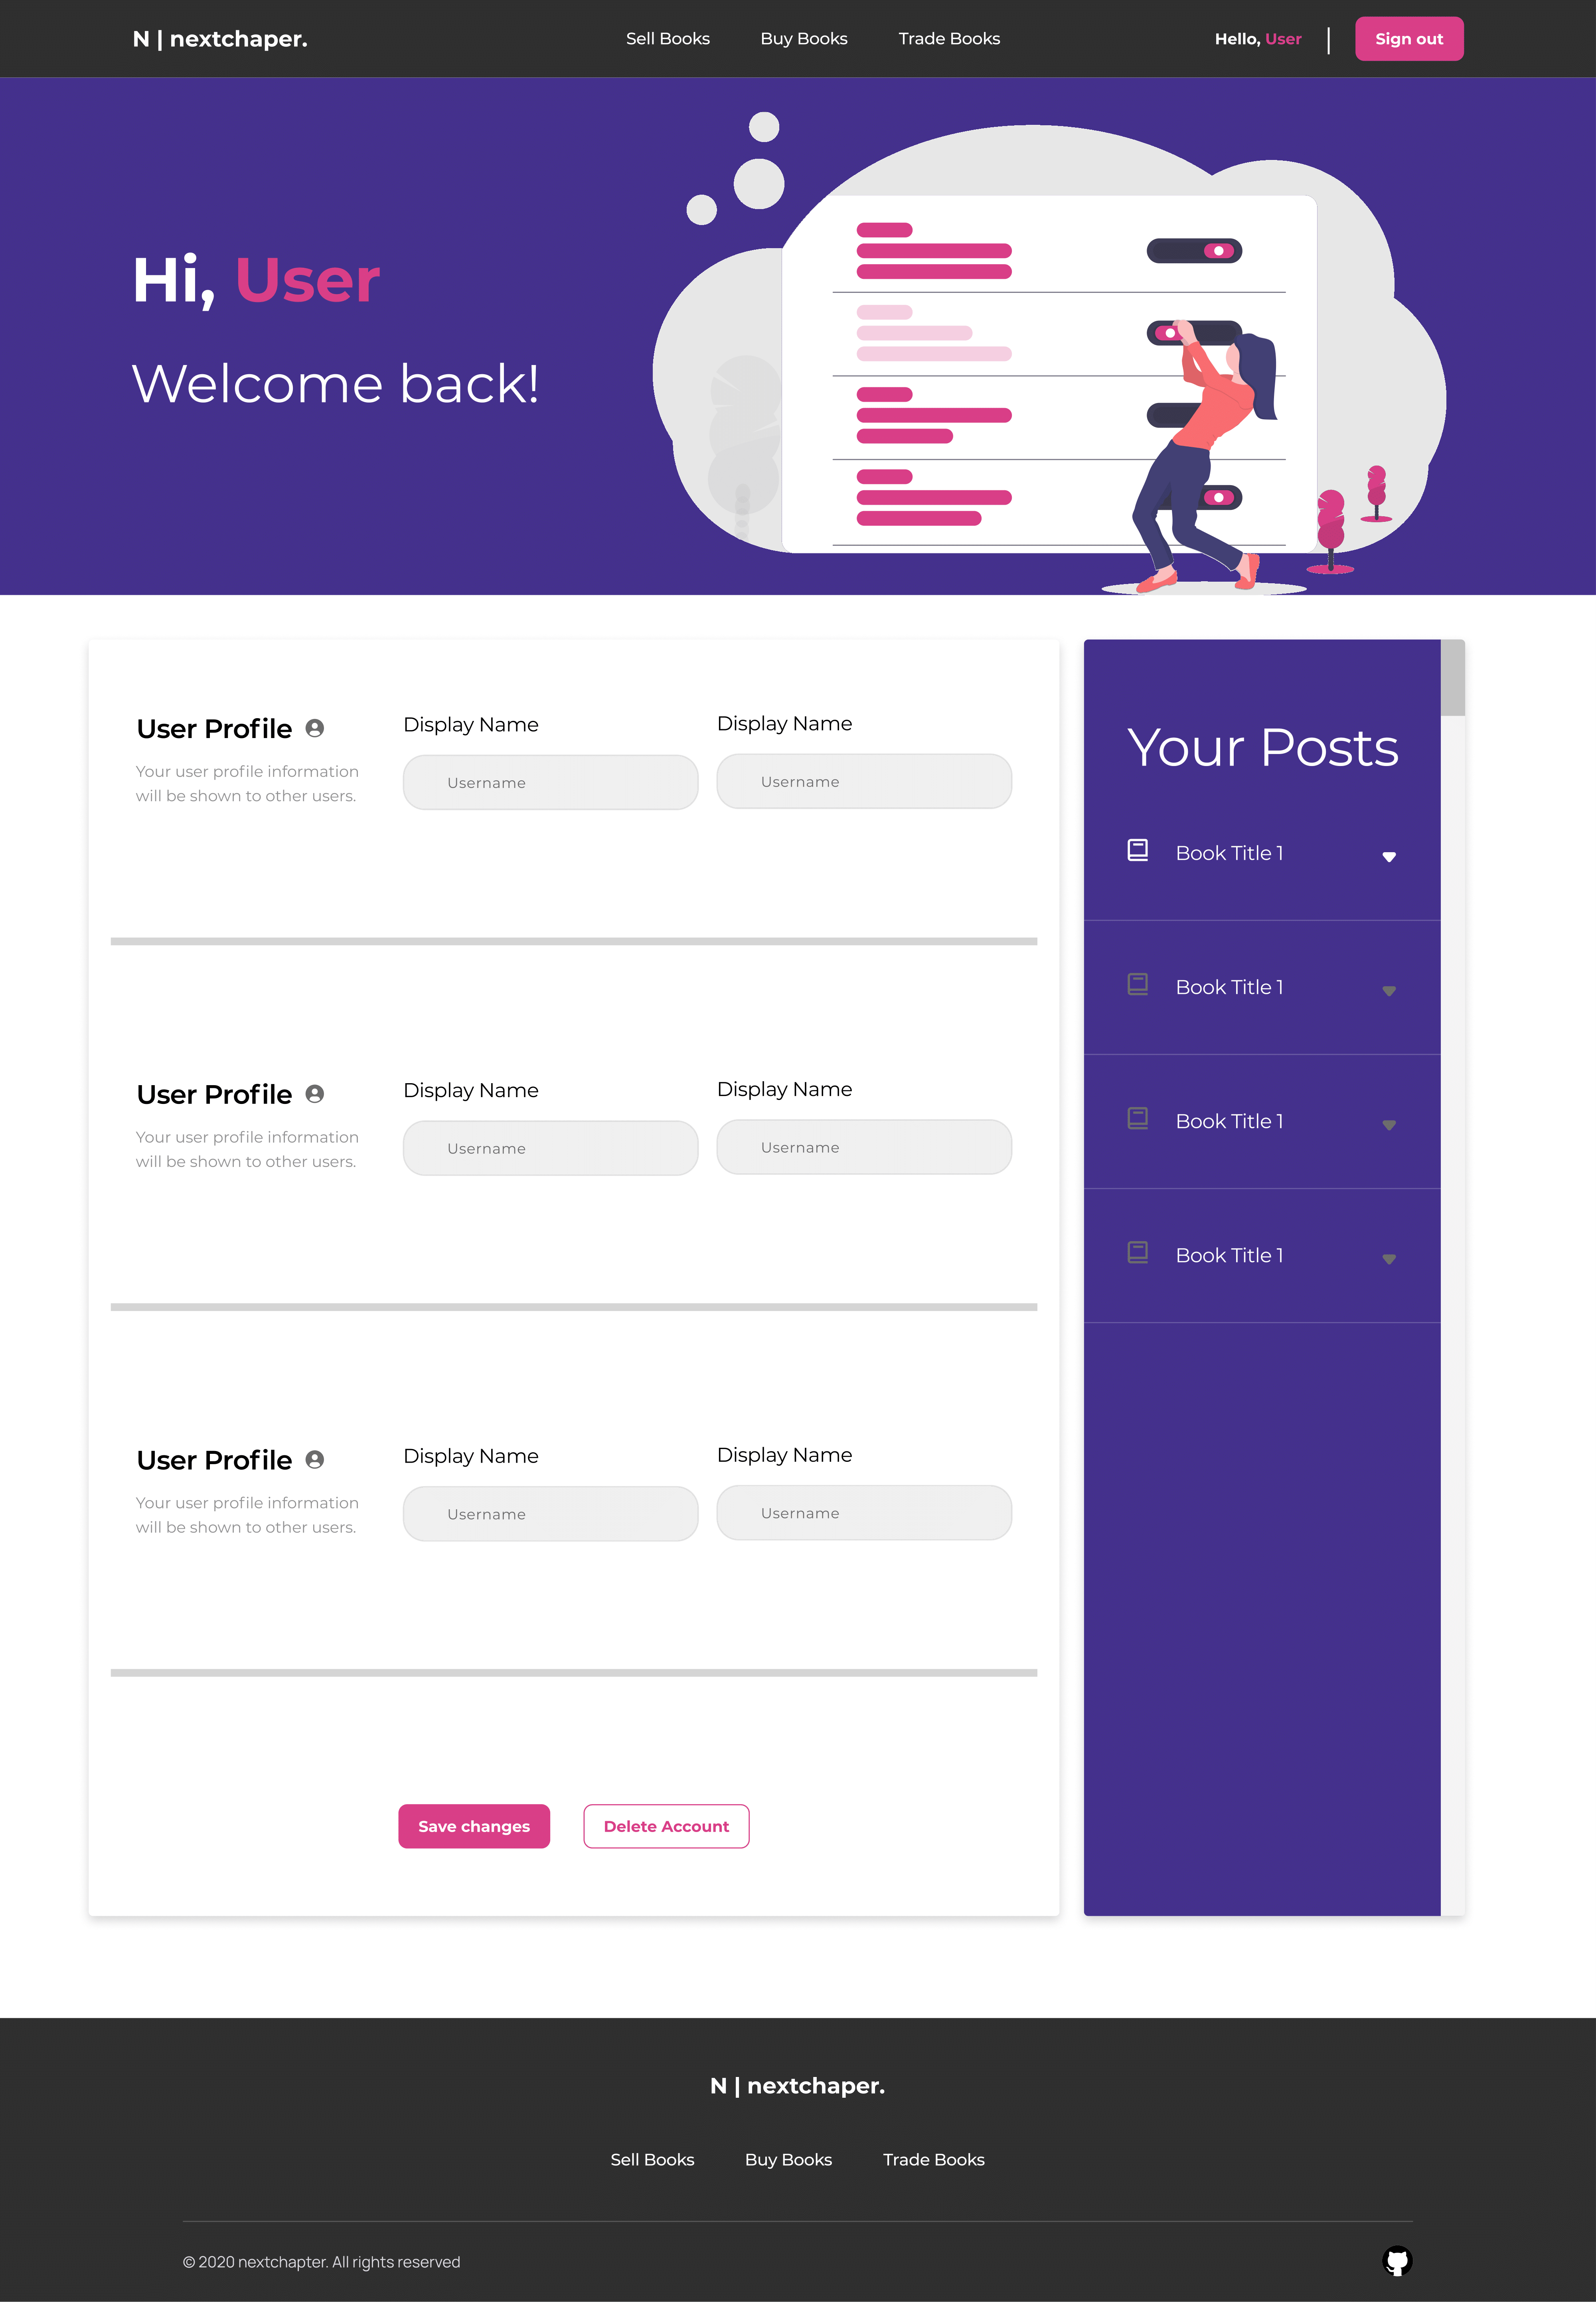 N | nextchaper.
Sell Books
Buy Books
Trade Books
Hello, User
Sign out
Hi, User
Welcome back!
User Profile
Your user profile information
will be shown to other users.
Display Name
Username
Display Name
Username
User Profile
Your user profile information
will be shown to other users.
Display Name
Username
Display Name
Username
User Profile
Your user profile information
will be shown to other users.
Display Name
Username
Display Name
Username
Save changes
Delete Account
Your Posts
Book Title 1
Book Title 1
Book Title 1
Book Title 1
N | nextchaper.
Sell Books
Buy Books
Trade Books
© 2020 nextchapter. All rights reserved